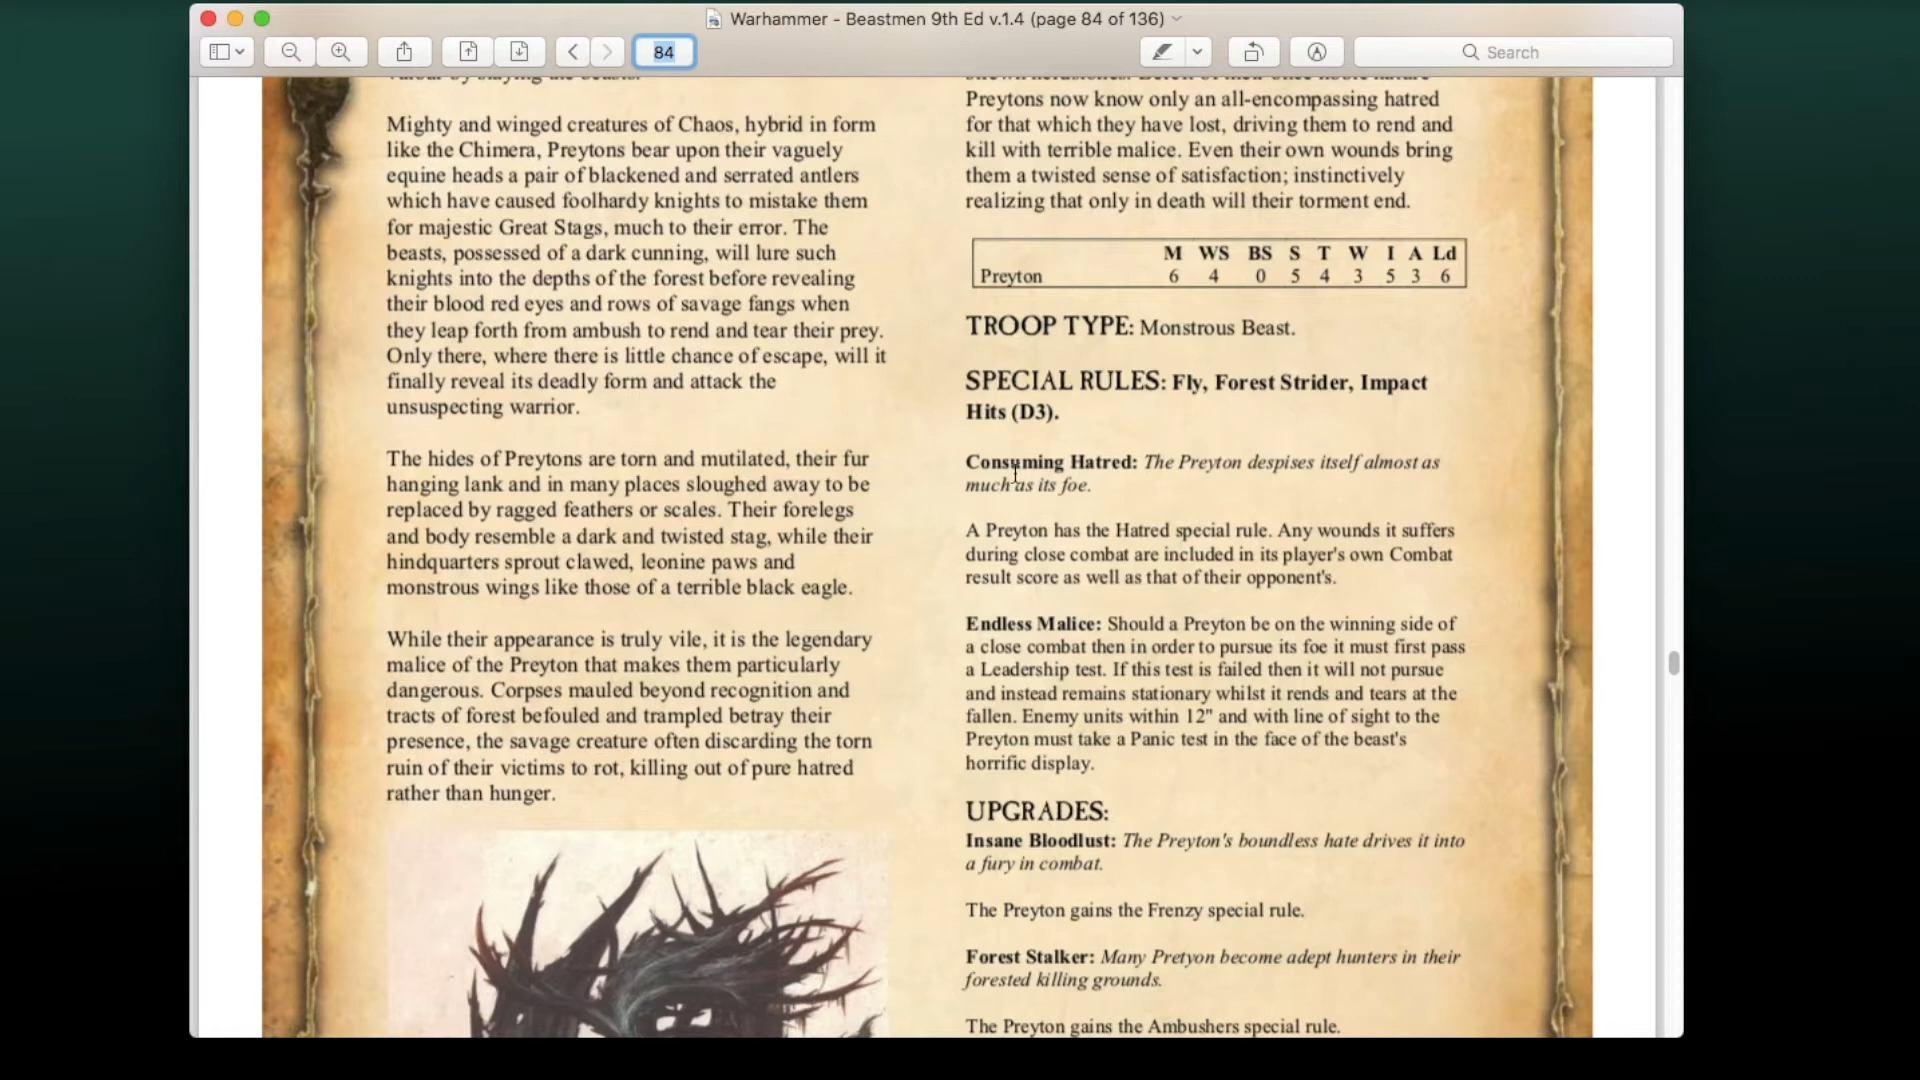 Warhammer - Beastmen 9th Ed v.1.4 (page 84 of 136)
84
Search
Mighty and winged creatures of Chaos, hybrid in form
like the Chimera, Preytons bear upon their vaguely
equine heads a pair of blackened and serrated antlers
which have caused foolhardy knights to mistake them
for majestic Great Stags, much to their error. The
beasts, possessed of a dark cunning, will lure such
knights into the depths of the forest before revealing
their blood red eyes and rows of savage fangs when
they leap forth from ambush to rend and tear their prey.
Only there, where there is little chance of escape, will it
finally reveal its deadly form and attack the
unsuspecting warrior.
The hides of Preytons are torn and mutilated, their fur
hanging lank and in many places sloughed away to be
replaced by ragged feathers or scales. Their forelegs
and body resemble a dark and twisted stag, while their
hindquarters sprout clawed, leonine paws and
monstrous wings like those of a terrible black eagle.
While their appearance is truly vile, it is the legendary
malice of the Preyton that makes them particularly
dangerous. Corpses mauled beyond recognition and
tracts of forest befouled and trampled betray their
presence, the savage creature often discarding the torn
ruin of their victims to rot, killing out of pure hatred
rather than hunger.
Preytons now know only an all-encompassing hatred
for that which they have lost, driving them to rend and
kill with terrible malice. Even their own wounds bring
them a twisted sense of satisfaction; instinctively
realizing that only in death will their torment end.
M WS BS S T W I A Ld
Preyton 6 4 0 5 4 3 5 3 6
TROOP TYPE: Monstrous Beast.
SPECIAL RULES: Fly, Forest Strider, Impact
Hits (D3).
Consuming Hatred: The Preyton despises itself almost as
much as its foe.
A Preyton has the Hatred special rule. Any wounds it suffers
during close combat are included in its player's own Combat
result score as well as that of their opponent's.
Endless Malice: Should a Preyton be on the winning side of
a close combat then in order to pursue its foe it must first pass
a Leadership test. If this test is failed then it will not pursue
and instead remains stationary whilst it rends and tears at the
fallen. Enemy units within 12" and with line of sight to the
Preyton must take a Panic test in the face of the beast's
horrific display.
UPGRADES:
Insane Bloodlust: The Preyton's boundless hate drives it into
a fury in combat.
The Preyton gains the Frenzy special rule.
Forest Stalker: Many Pretyon become adept hunters in their
forested killing grounds.
The Preyton gains the Ambushers special rule.